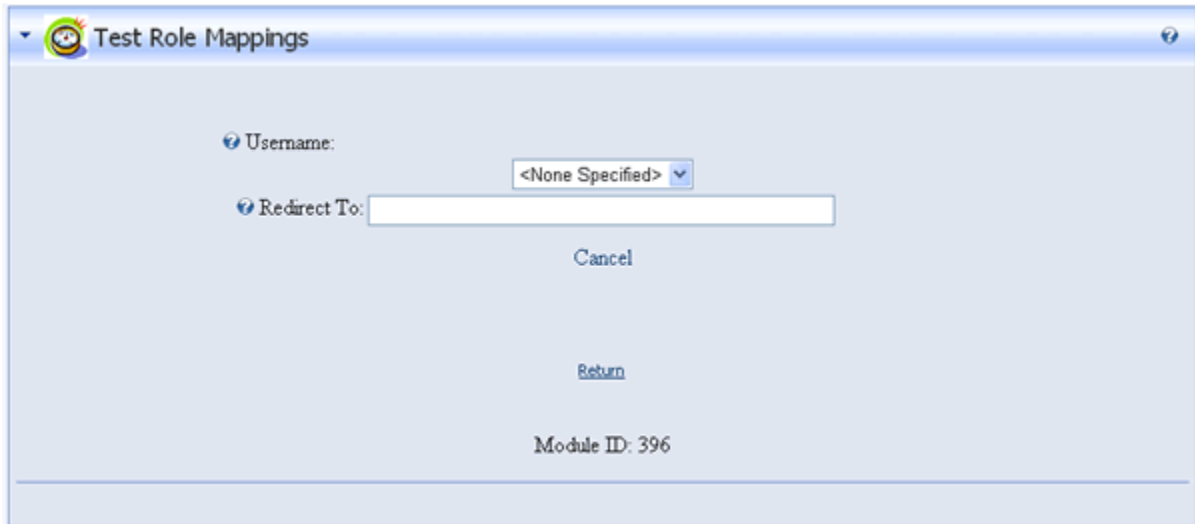 Test Role Mappings
Username:
<None Specified>
Redirect To:
Cancel
Return
Module ID: 396